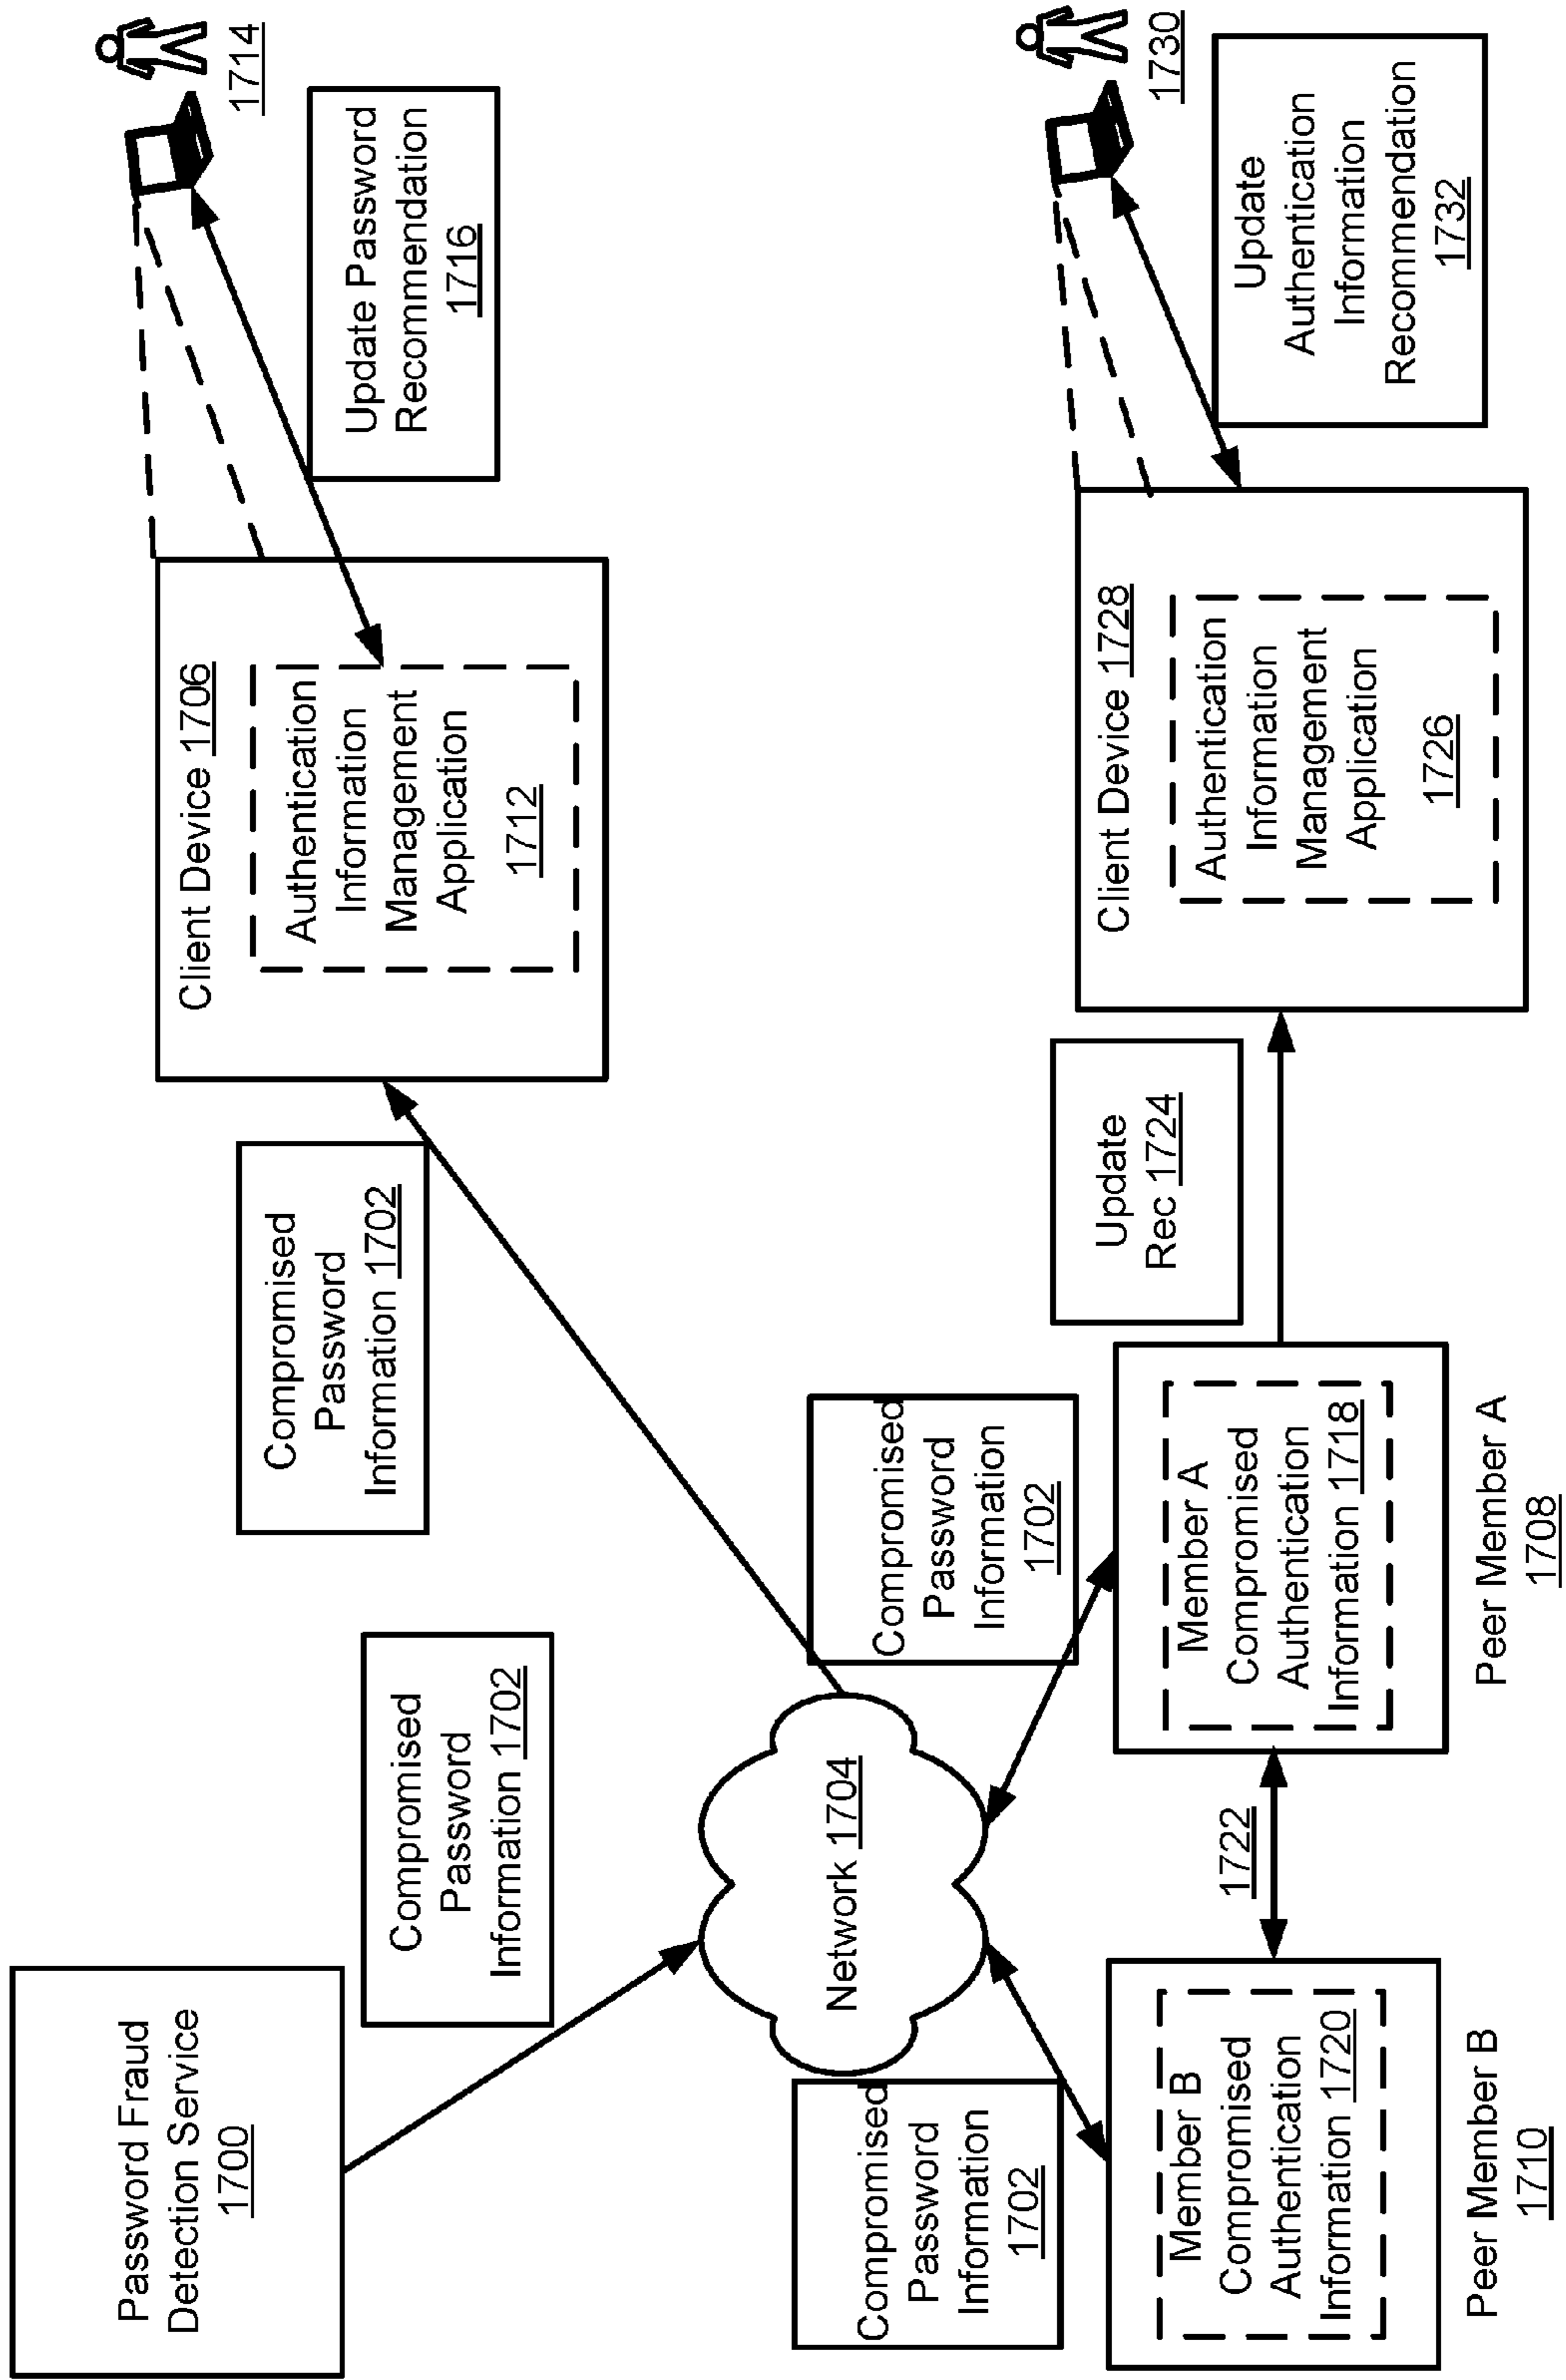 Password Fraud
Detection Service
1700
Compromised
Password
Information 1702
Compromised
Password
Information 1702
Client Device 1706
Authentication
Information
Management
Application
1712
1714
Update Password
Recommendation
1716
Network 1704
Compromised
Password
Information
1702
Compromised
Password
Information
1702
Member B
Compromised
Authentication
Information 1720
Peer Member B
1710
1722
Member A
Compromised
Authentication
Information 1718
Peer Member A
1708
Update
Rec 1724
Client Device 1728
Authentication
Information
Management
Application
1726
1730
Update
Authentication
Information
Recommendation
1732